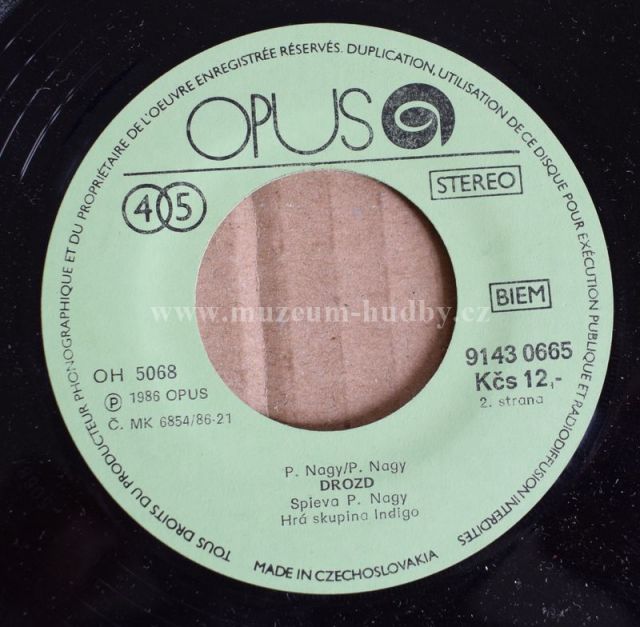 TOUS DROITS DU PRODUCTEUR PHONOGRAPHIQUE ET DU PROPRIÉTAIRE DE L'OEUVRE ENREGISTRÉE RÉSERVÉS. DUPLICATION, UTILISATION DE CE DISQUE POUR EXÉCUTION PUBLIQUE ET RADIODIFFUSION INTERDITES
OPUS
45
STEREO
BIEM
www.muzeum-hudby.cz
OH 5068
Ⓟ 1986 OPUS
Č. MK 6854/86-21
9143 0665
Kčs 12,-
2. strana
P. Nagy/P. Nagy
DROZD
Spieva P. Nagy
Hrá skupina Indigo
MADE IN CZECHOSLOVAKIA